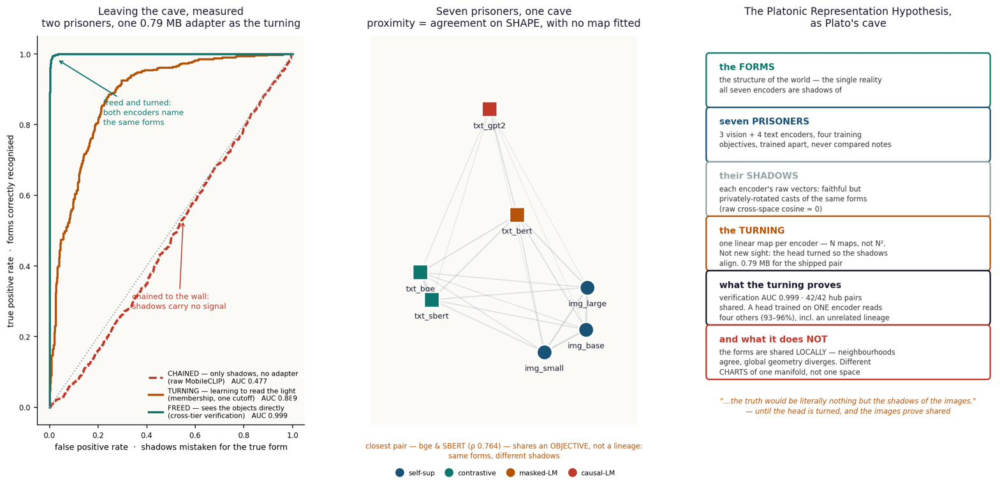 Leaving the cave, measured
two prisoners, one 0.79 MB adapter as the turning
true positive rate · forms correctly recognised
1.0
0.8
0.6
0.4
0.2
0.0
freed and turned:
both encoders name
the same forms
chained to the wall:
shadows carry no signal
CHAINED — only shadows, no adapter
(raw MobileCLIP) AUC 0.477
TURNING — learning to read the light
(membership, one cutoff) AUC 0.889
FREED — sees the objects directly
(cross-tier verification) AUC 0.999
0.0 0.2 0.4 0.6 0.8 1.0
false positive rate · shadows mistaken for the true form
Seven prisoners, one cave
proximity = agreement on SHAPE, with no map fitted
txt_gpt2
txt_bert
txt_bge
txt_sbert
img_large
img_base
img_small
closest pair — bge & SBERT (ρ 0.764) — shares an OBJECTIVE, not a lineage:
same forms, different shadows
self-sup contrastive masked-LM causal-LM
The Platonic Representation Hypothesis,
as Plato's cave
the FORMS
the structure of the world — the single reality
all seven encoders are shadows of
seven PRISONERS
3 vision + 4 text encoders, four training
objectives, trained apart, never compared notes
their SHADOWS
each encoder's raw vectors: faithful but
privately-rotated casts of the same forms
(raw cross-space cosine ≈ 0)
the TURNING
one linear map per encoder — N maps, not N².
Not new sight: the head turned so the shadows
align. 0.79 MB for the shipped pair
what the turning proves
verification AUC 0.999 · 42/42 hub pairs
shared. A head trained on ONE encoder reads
four others (93–96%), incl. an unrelated lineage
and what it does NOT
the forms are shared LOCALLY — neighbourhoods
agree, global geometry diverges. Different
CHARTS of one manifold, not one space
"...the truth would be literally nothing but the shadows of the images."
— until the head is turned, and the images prove shared